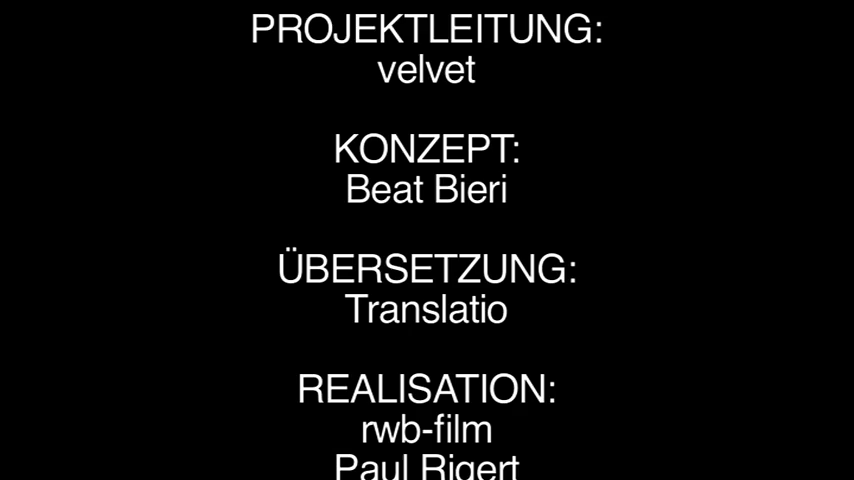 PROJEKTLEITUNG:
velvet
KONZEPT:
Beat Bieri
ÜBERSETZUNG:
Translatio
REALISATION:
rwb-film
Paul Rigert